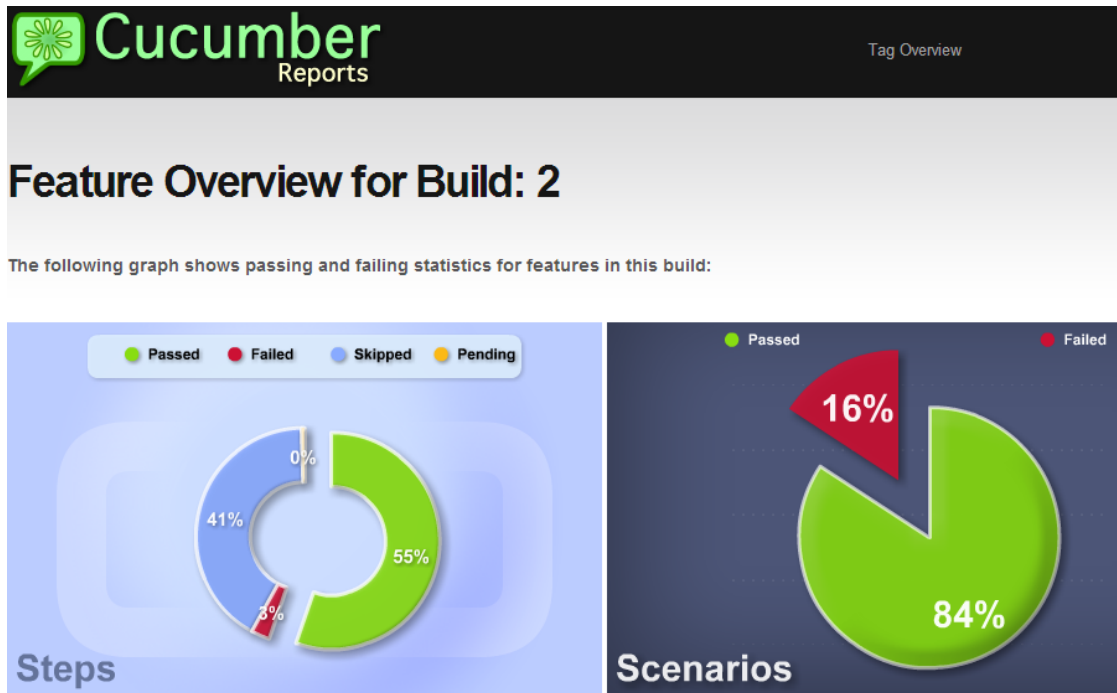 Cucumber
Reports
Tag Overview
Feature Overview for Build: 2
The following graph shows passing and failing statistics for features in this build:
Passed Failed Skipped Pending
0%
41%
55%
3%
Steps
Passed Failed
16%
84%
Scenarios